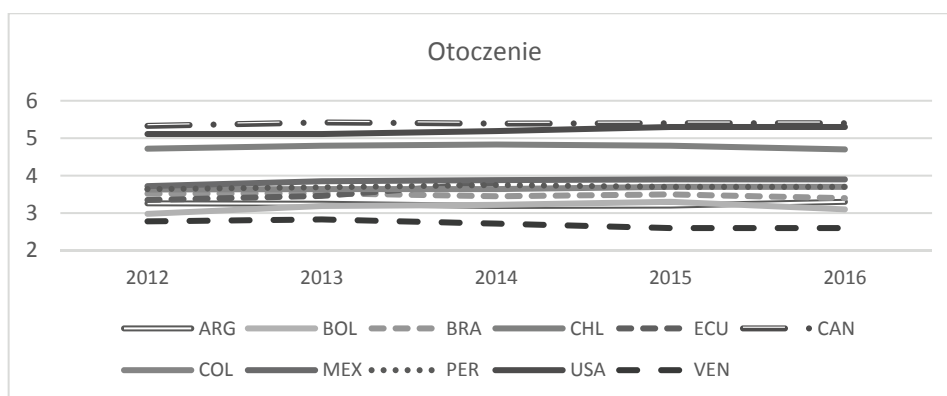 Otoczenie
6
5
4
3
2
2012 2013 2014 2015 2016
ARG BOL BRA CHL ECU CAN
COL MEX PER USA VEN